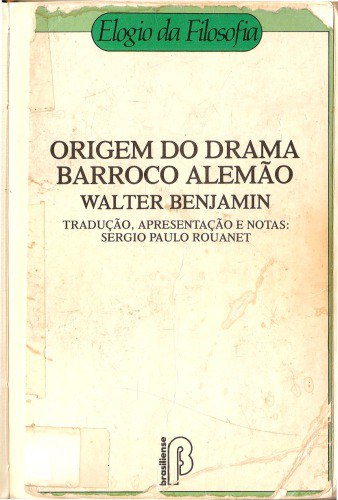 Elogio da Filosofia
ORIGEM DO DRAMA
BARROCO ALEMÃO
WALTER BENJAMIN
TRADUÇÃO, APRESENTAÇÃO E NOTAS:
SERGIO PAULO ROUANET
brasiliense